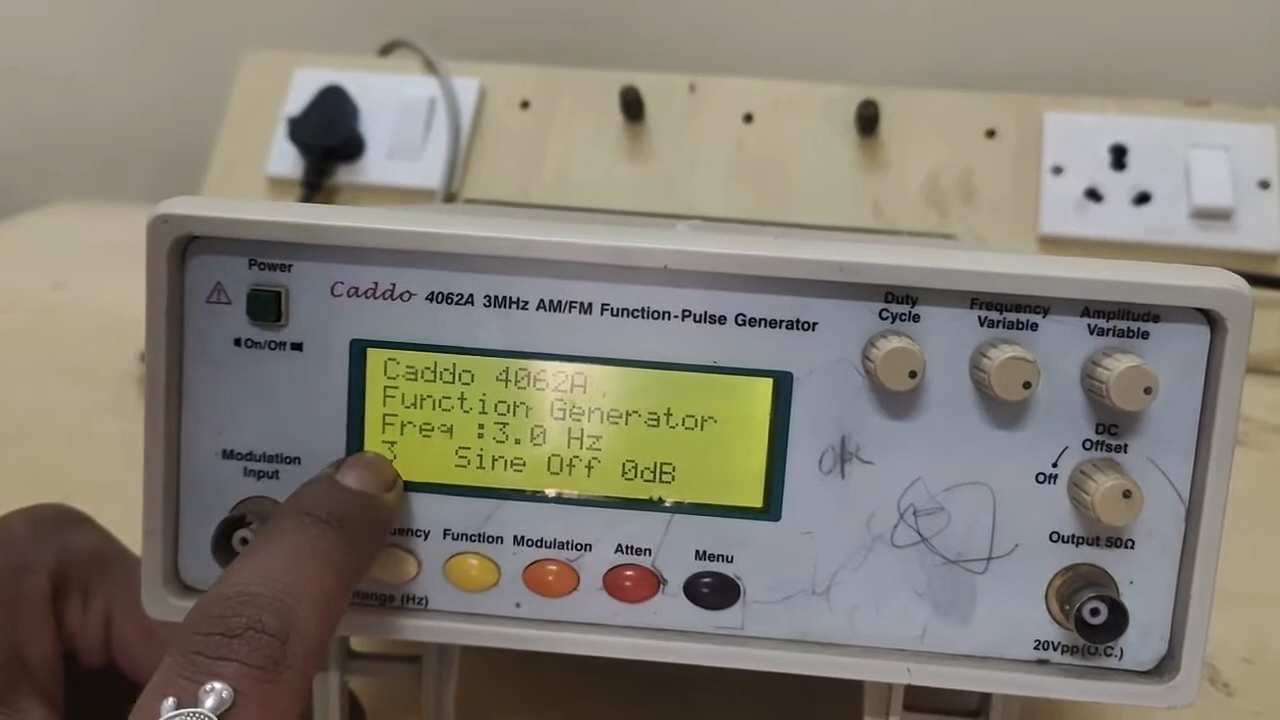 Power
On/Off
Caddo 4062A 3MHz AM/FM Function-Pulse Generator
Duty Cycle
Frequency Variable
Amplitude Variable
Caddo 4062A
Function Generator
Freq :3.0 Hz
3 Sine Off 0dB
DC Offset
Off
Modulation Input
Function
Modulation
Atten
Menu
Range (Hz)
Output 50Ω
20Vpp(O.C.)